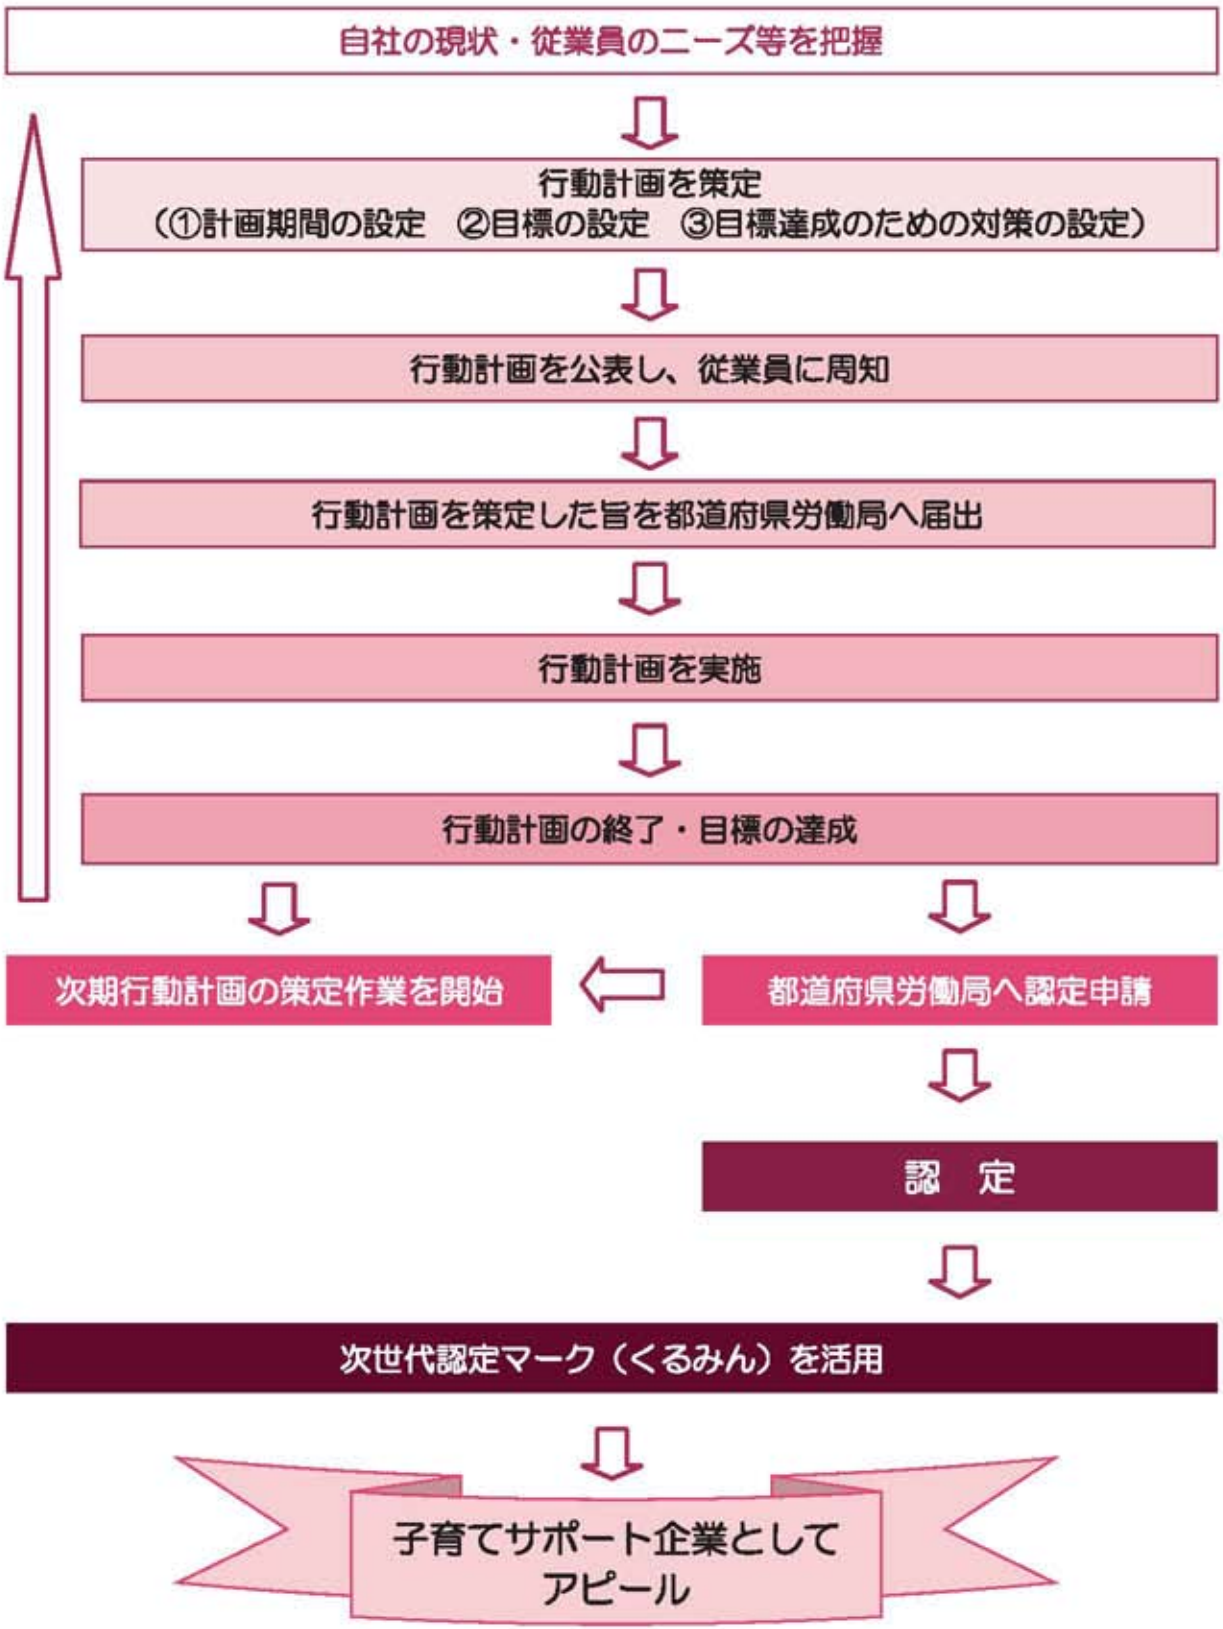 自社の現状・従業員のニーズ等を把握
行動計画を策定
（①計画期間の設定　②目標の設定　③目標達成のための対策の設定）
行動計画を公表し、従業員に周知
行動計画を策定した旨を都道府県労働局へ届出
行動計画を実施
行動計画の終了・目標の達成
次期行動計画の策定作業を開始
都道府県労働局へ認定申請
認　定
次世代認定マーク（くるみん）を活用
子育てサポート企業として
アピール